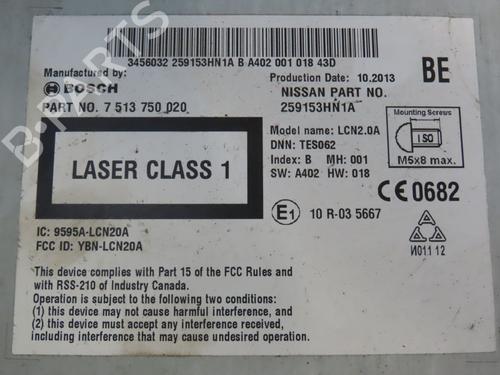 3456032 259153HN1A B A402 001 018 43D
Manufactured by:
BOSCH
PART NO. 7 513 750 020
Production Date: 10.2013
NISSAN PART NO.
259153HN1A
BE
LASER CLASS 1
Model name: LCN2.0A
DNN: TES062
Index: B MH: 001
SW: A402 HW: 018
Mounting Screws
ISO
M5x8 max.
CE 0682
E1 10 R-03 5667
И011 12
IC: 9595A-LCN20A
FCC ID: YBN-LCN20A
This device complies with Part 15 of the FCC Rules and
with RSS-210 of Industry Canada.
Operation is subject to the following two conditions:
(1) this device may not cause harmful interference, and
(2) this device must accept any interference received,
including interference that may cause undesired operation.
B-PARTS